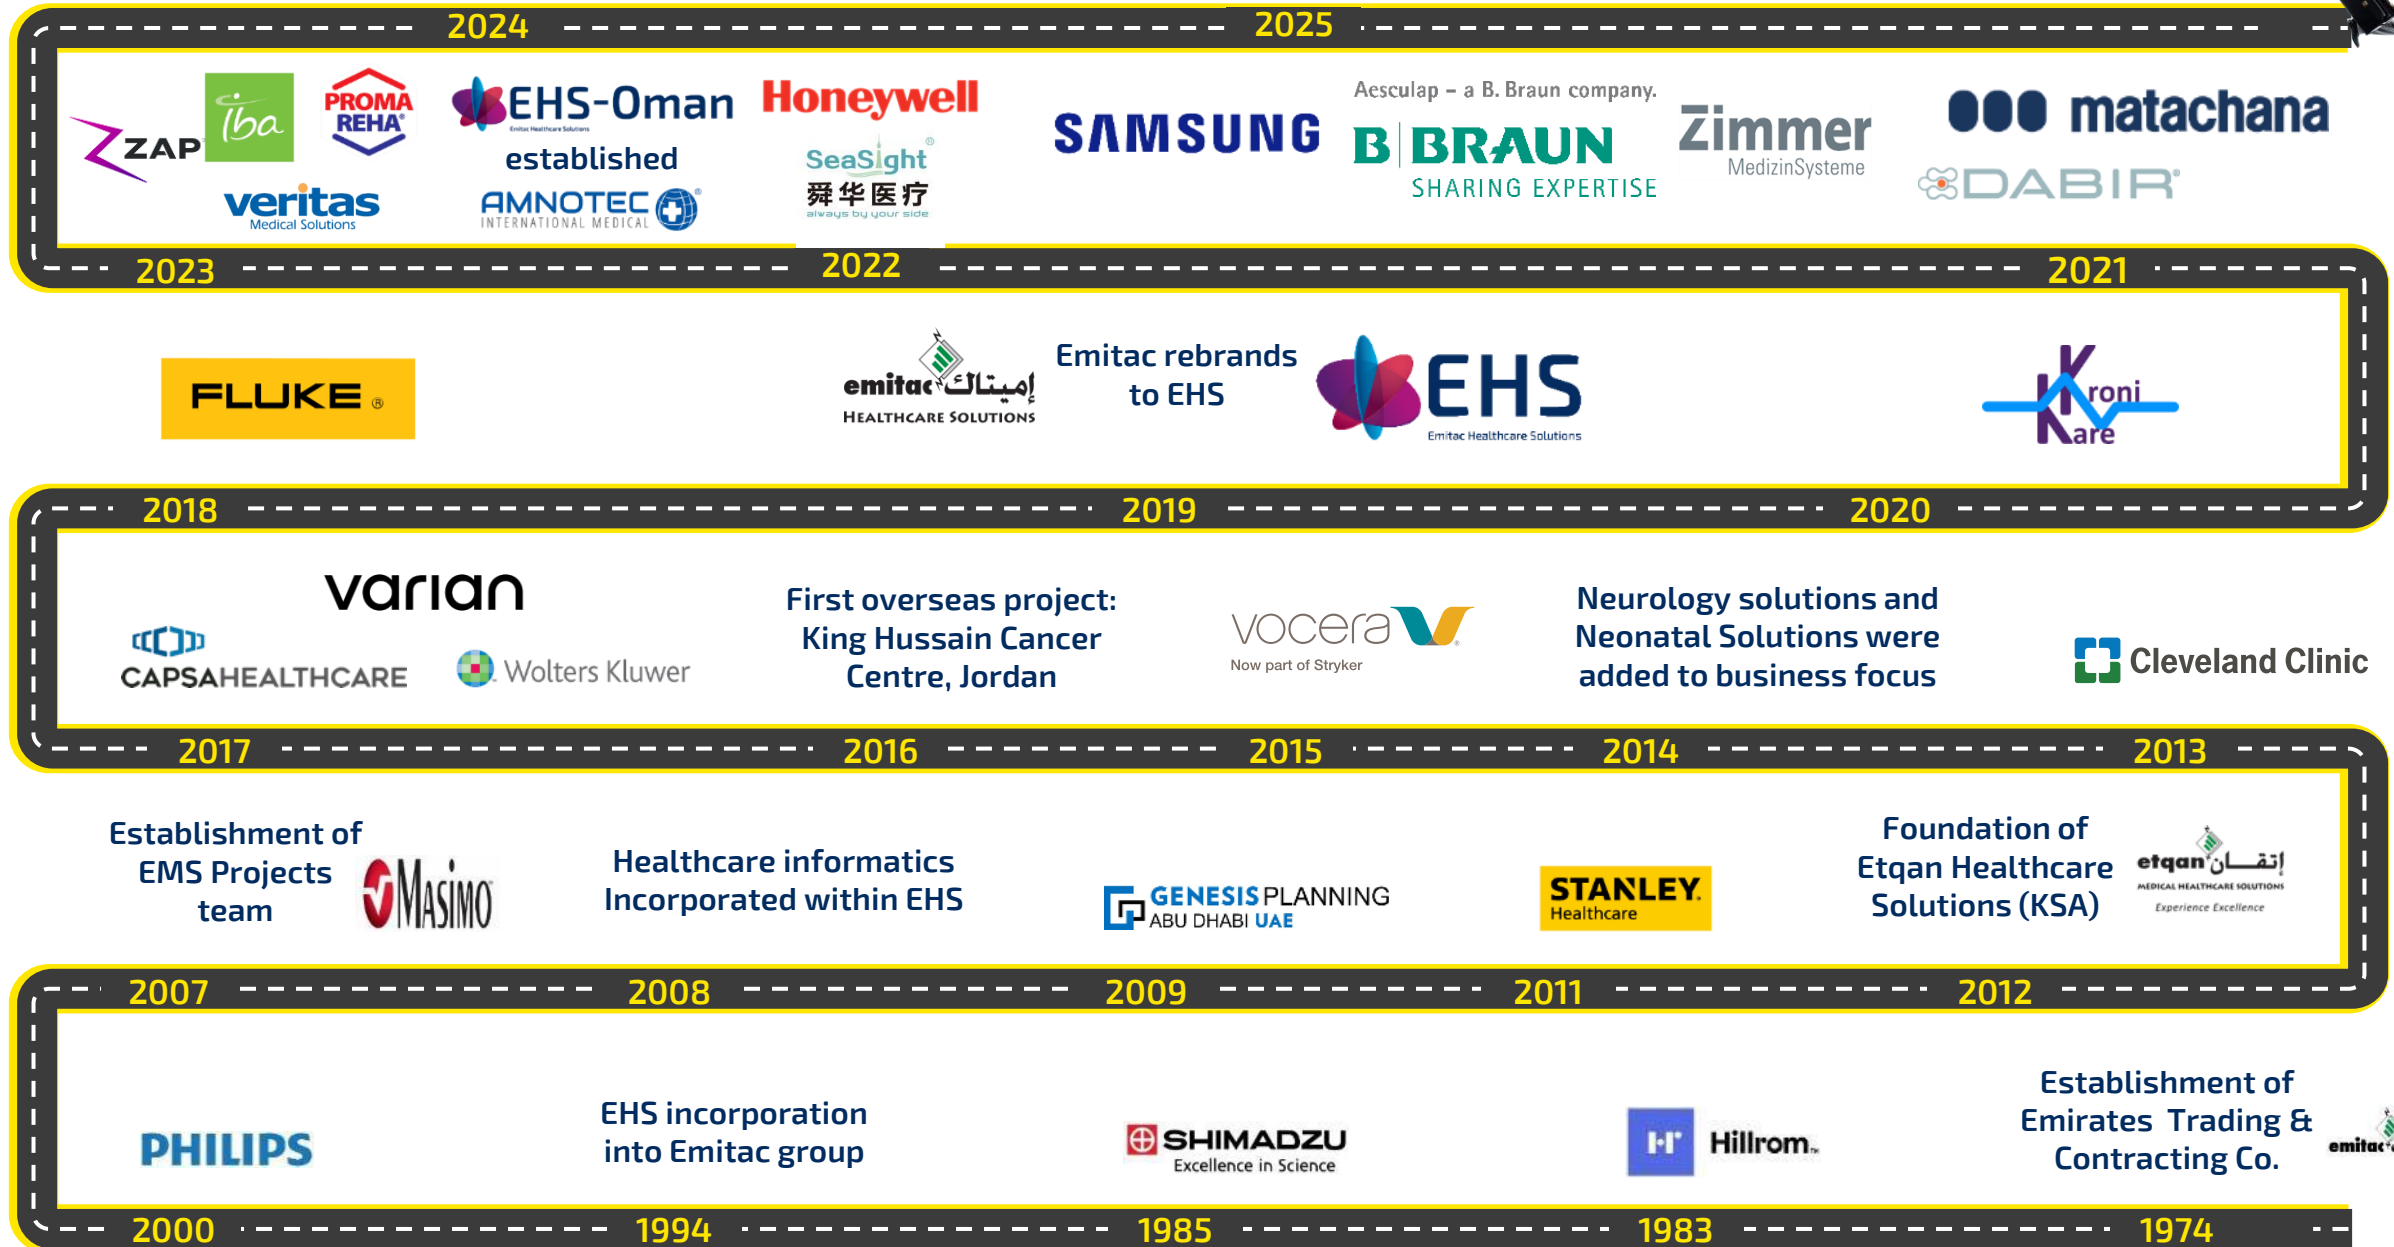 2024
2025
ZAP
iba
PROMA
REHA®
EHS-Oman
Emitac Healthcare Solutions
established
Honeywell
SeaSight®
舜华医疗
always by your side
veritas
Medical Solutions
AMNOTEC®
INTERNATIONAL MEDICAL
SAMSUNG
Aesculap – a B. Braun company.
B|BRAUN
SHARING EXPERTISE
Zimmer
MedizinSysteme
matachana
DABIR®
2023
2022
2021
FLUKE®
emitac إميتاك
HEALTHCARE SOLUTIONS
Emitac rebrands
to EHS
EHS
Emitac Healthcare Solutions
Kroni
Kare
2018
2019
2020
varian
CAPSAHEALTHCARE
Wolters Kluwer
First overseas project:
King Hussain Cancer
Centre, Jordan
vocera
Now part of Stryker
Neurology solutions and
Neonatal Solutions were
added to business focus
Cleveland Clinic
2017
2016
2015
2014
2013
Establishment of
EMS Projects
team
Masimo
Healthcare informatics
Incorporated within EHS
GENESIS PLANNING
ABU DHABI UAE
STANLEY.
Healthcare
Foundation of
Etqan Healthcare
Solutions (KSA)
etqan إتقــان
MEDICAL HEALTHCARE SOLUTIONS
Experience Excellence
2007
2008
2009
2011
2012
PHILIPS
EHS incorporation
into Emitac group
SHIMADZU
Excellence in Science
Hillrom™
Establishment of
Emirates Trading &
Contracting Co.
emitac
2000
1994
1985
1983
1974